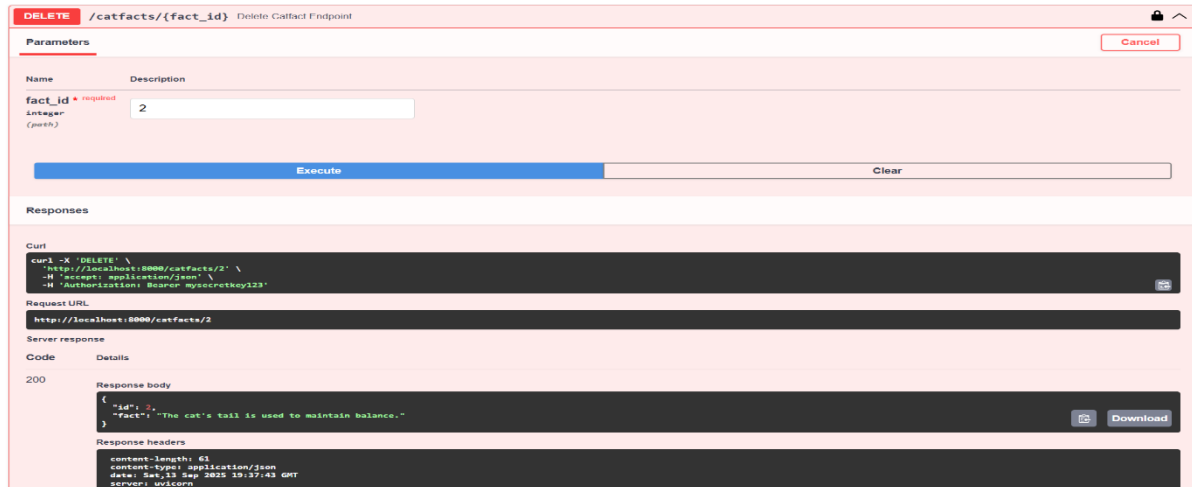 DELETE /catfacts/{fact_id} Delete Catfact Endpoint
Parameters
Cancel
Name Description
fact_id * required
integer
(path)
2
Execute Clear
Responses
Curl
curl -X 'DELETE' \
'http://localhost:8000/catfacts/2' \
-H 'accept: application/json' \
-H 'Authorization: Bearer mysecretkey123'
Request URL
http://localhost:8000/catfacts/2
Server response
Code Details
200
Response body
{
"id": 2,
"fact": "The cat's tail is used to maintain balance."
}
Download
Response headers
content-length: 61
content-type: application/json
date: Sat,13 Sep 2025 19:37:43 GMT
server: uvicorn